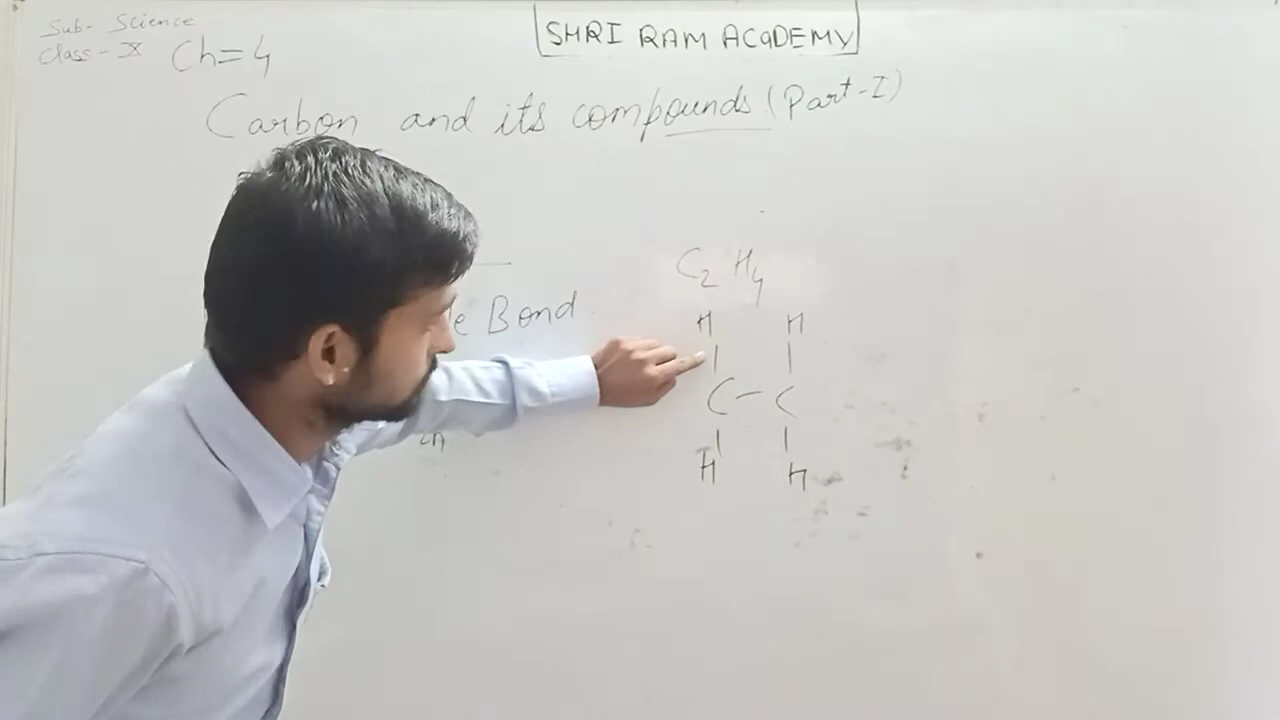 Sub- Science
Class- X Ch=4
SHRI RAM ACADEMY
Carbon and its compounds (Part-I)
C2 H4
e Bond
H H
| |
C - C
| |
H H